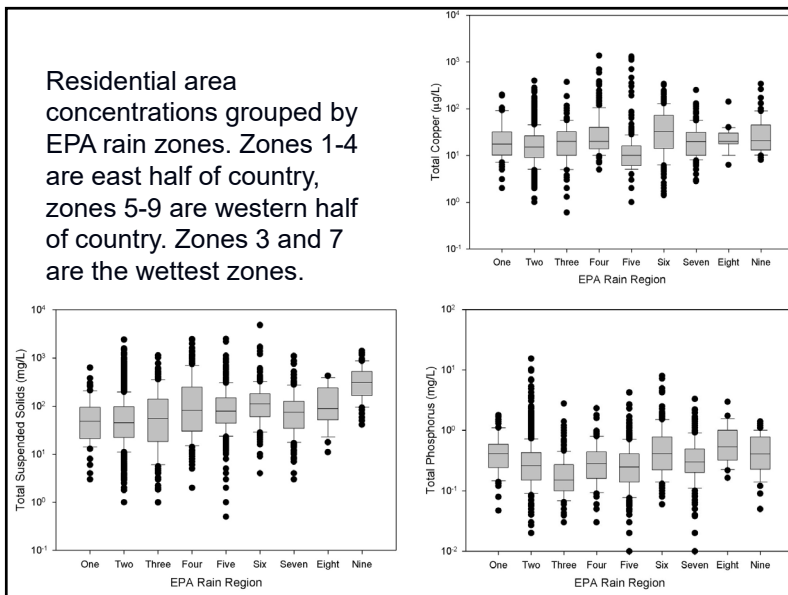 Residential area
concentrations grouped by
EPA rain zones. Zones 1-4
are east half of country,
zones 5-9 are western half
of country. Zones 3 and 7
are the wettest zones.
Total Copper (µg/L)
10⁴
10³
10²
10¹
10⁰
10⁻¹
One Two Three Four Five Six Seven Eight Nine
EPA Rain Region
Total Suspended Solids (mg/L)
10⁴
10³
10²
10¹
10⁰
10⁻¹
One Two Three Four Five Six Seven Eight Nine
EPA Rain Region
Total Phosphorus (mg/L)
10²
10¹
10⁰
10⁻¹
10⁻²
One Two Three Four Five Six Seven Eight Nine
EPA Rain Region